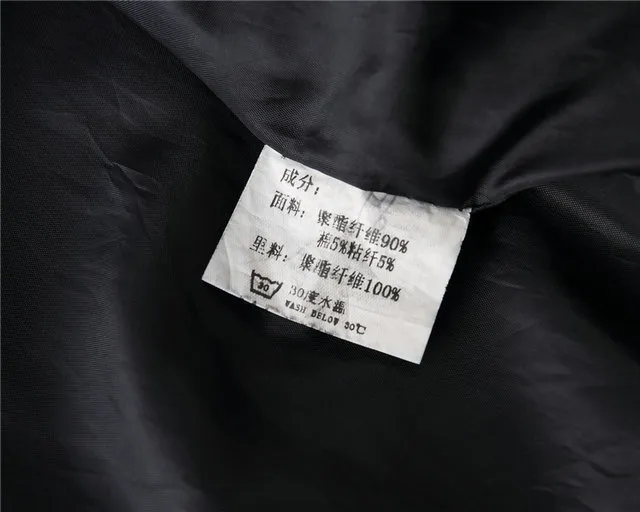 成分：
面料：聚酯纤维90%
棉5%粘纤5%
里料：聚酯纤维100%
30 30度水温
WASH BELOW 30℃